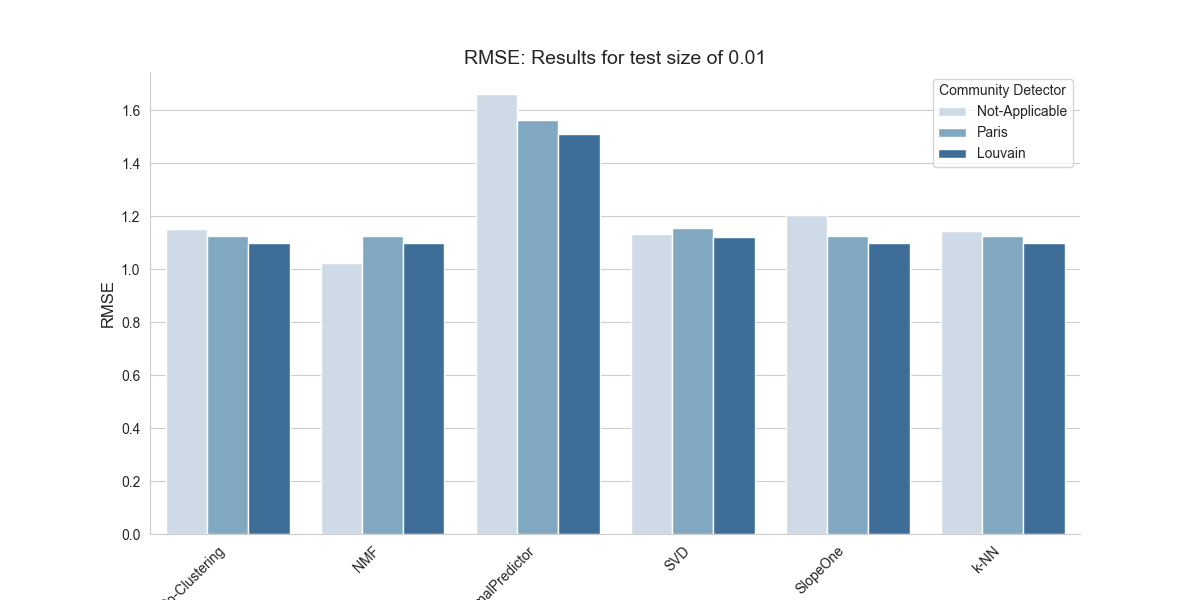 RMSE: Results for test size of 0.01
Community Detector
Not-Applicable
Paris
Louvain
RMSE
1.6
1.4
1.2
1.0
0.8
0.6
0.4
0.2
0.0
o-Clustering
NMF
malPredictor
SVD
SlopeOne
k-NN